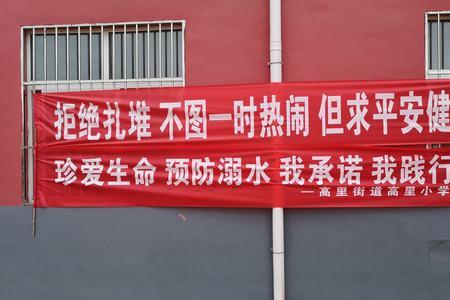 拒绝扎堆 不图一时热闹 但求平安健
珍爱生命 预防溺水 我承诺 我践行
—高里街道高里小学